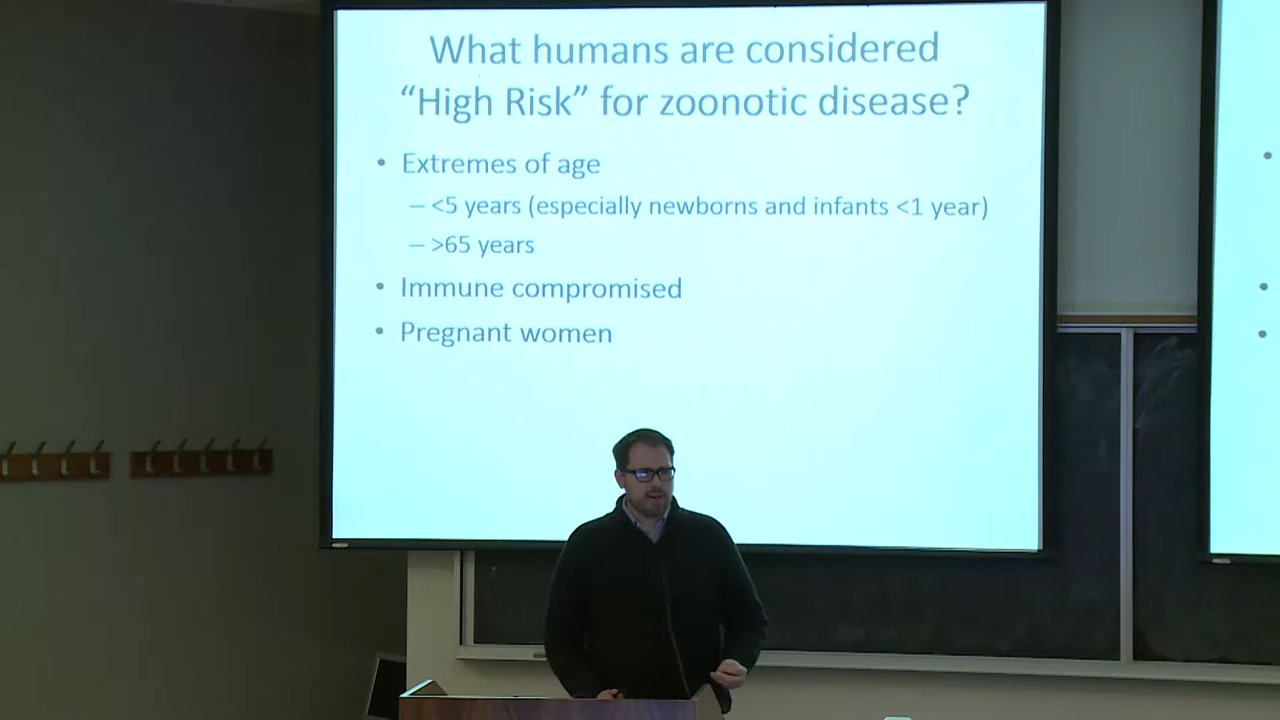 What humans are considered
“High Risk” for zoonotic disease?
• Extremes of age
– <5 years (especially newborns and infants <1 year)
– >65 years
• Immune compromised
• Pregnant women